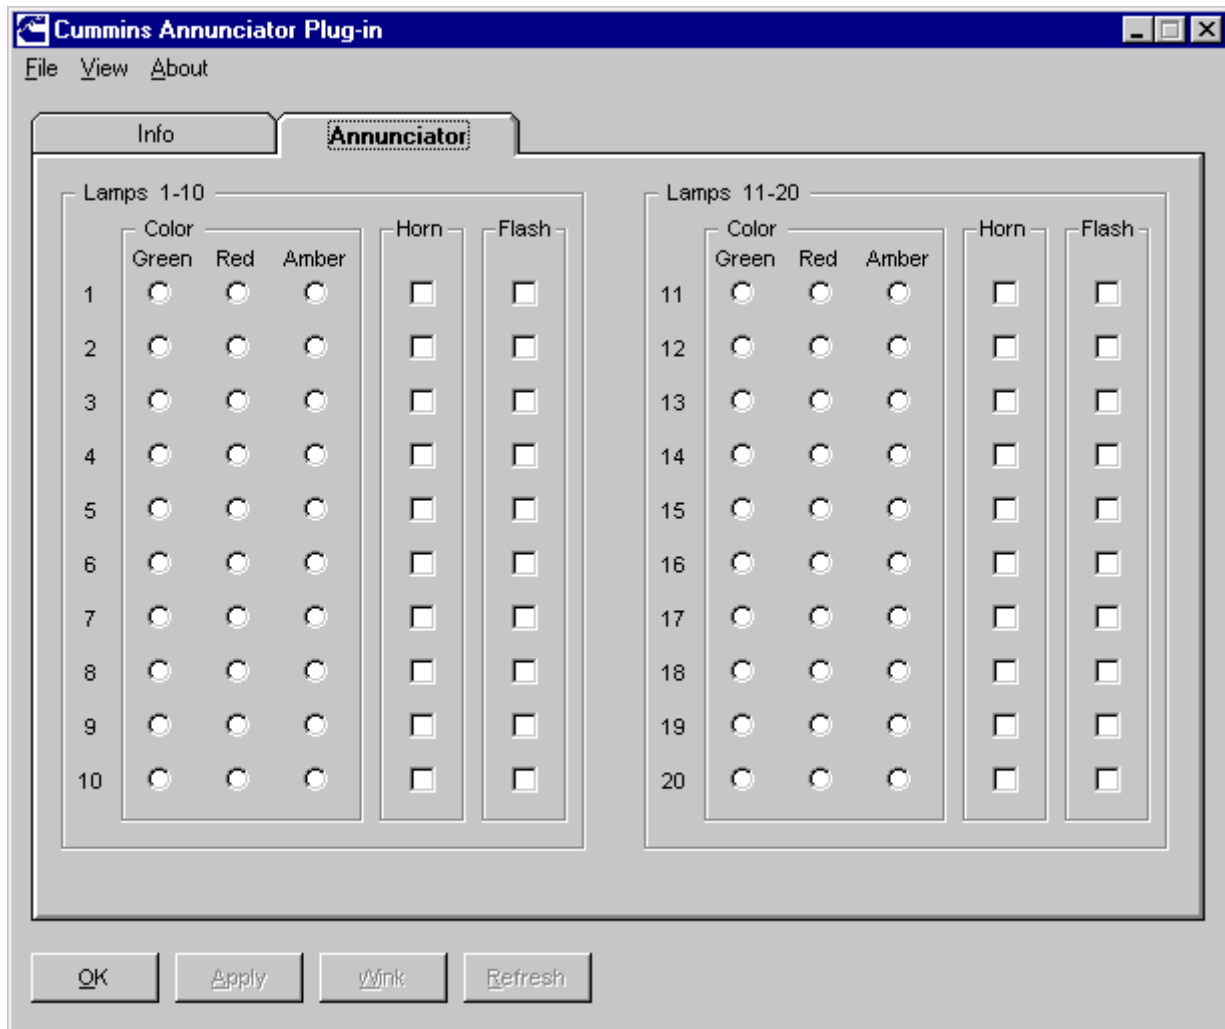 Cummins Annunciator Plug-in
File View About
Info Annunciator
Lamps 1-10 Lamps 11-20
Color Horn Flash Color Horn Flash
Green Red Amber Green Red Amber
1 11
2 12
3 13
4 14
5 15
6 16
7 17
8 18
9 19
10 20
OK Apply Wink Refresh